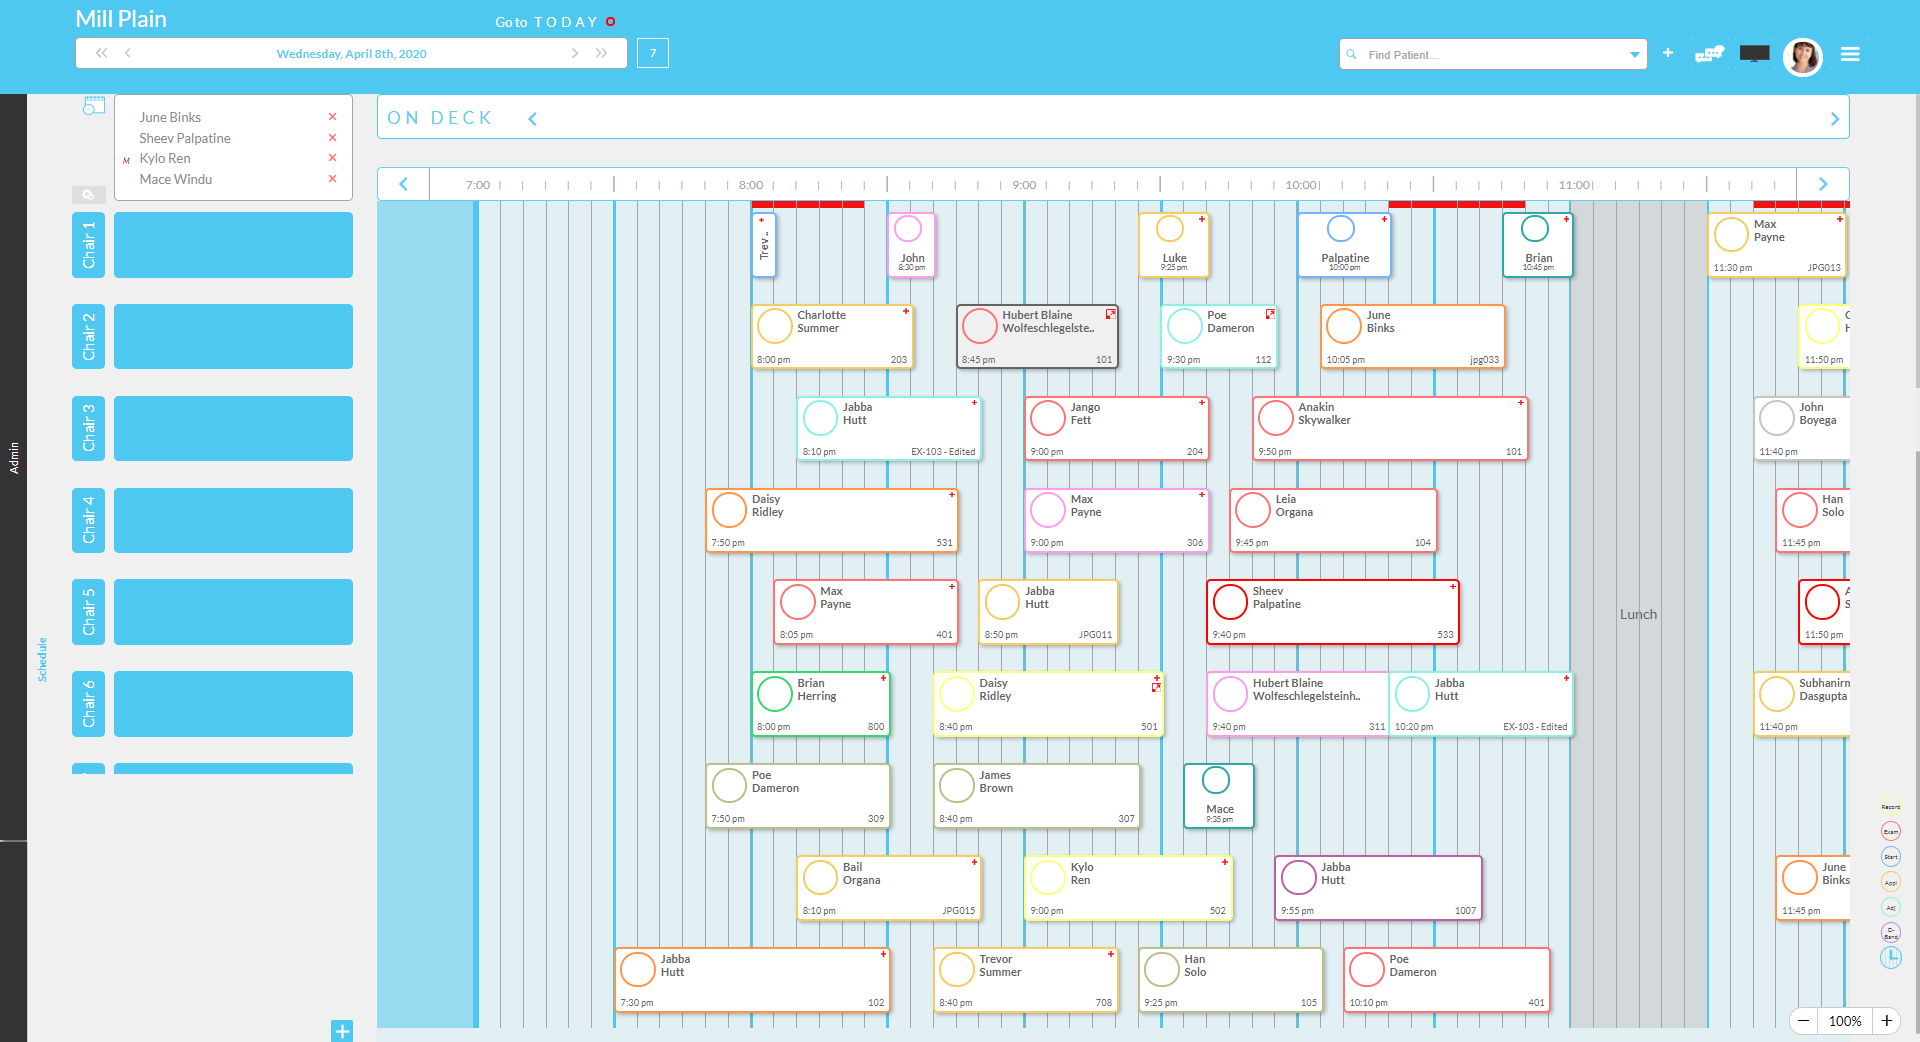 Mill Plain
Go to TODAY
Wednesday, April 8th, 2020
7
Find Patient...
June Binks
Sheev Palpatine
M Kylo Ren
Mace Windu
ON DECK
7:00 8:00 9:00 10:00 11:00
Admin
Schedule
Chair 1
Trev ..
John
8:30 pm
Luke
9:25 pm
Palpatine
10:00 pm
Brian
10:45 pm
Max
Payne
11:30 pm JPG013
Chair 2
Charlotte
Summer
8:00 pm 203
Hubert Blaine
Wolfeschlegelste..
8:45 pm 101
Poe
Dameron
9:30 pm 112
June
Binks
10:05 pm jpg033
11:50 pm
Chair 3
Jabba
Hutt
8:10 pm EX-103 - Edited
Jango
Fett
9:00 pm 204
Anakin
Skywalker
9:50 pm 101
John
Boyega
11:40 pm
Chair 4
Daisy
Ridley
7:50 pm 531
Max
Payne
9:00 pm 306
Leia
Organa
9:45 pm 104
Han
Solo
11:45 pm
Chair 5
Max
Payne
8:05 pm 401
Jabba
Hutt
8:50 pm JPG011
Sheev
Palpatine
9:40 pm 533
Lunch
11:50 pm
Chair 6
Brian
Herring
8:00 pm 800
Daisy
Ridley
8:40 pm 501
Hubert Blaine
Wolfeschlegelsteinh..
9:40 pm 311
Jabba
Hutt
10:20 pm EX-103 - Edited
Subhanirm
Dasgupta
11:40 pm
Poe
Dameron
7:50 pm 309
James
Brown
8:40 pm 307
Mace
9:35 pm
Bail
Organa
8:10 pm JPG015
Kylo
Ren
9:00 pm 502
Jabba
Hutt
9:55 pm 1007
June
Binks
11:45 pm
Jabba
Hutt
7:30 pm 102
Trevor
Summer
8:40 pm 708
Han
Solo
9:25 pm 105
Poe
Dameron
10:10 pm 401
Record
Exam
Start
Appl
Adj
D-
Band
100%